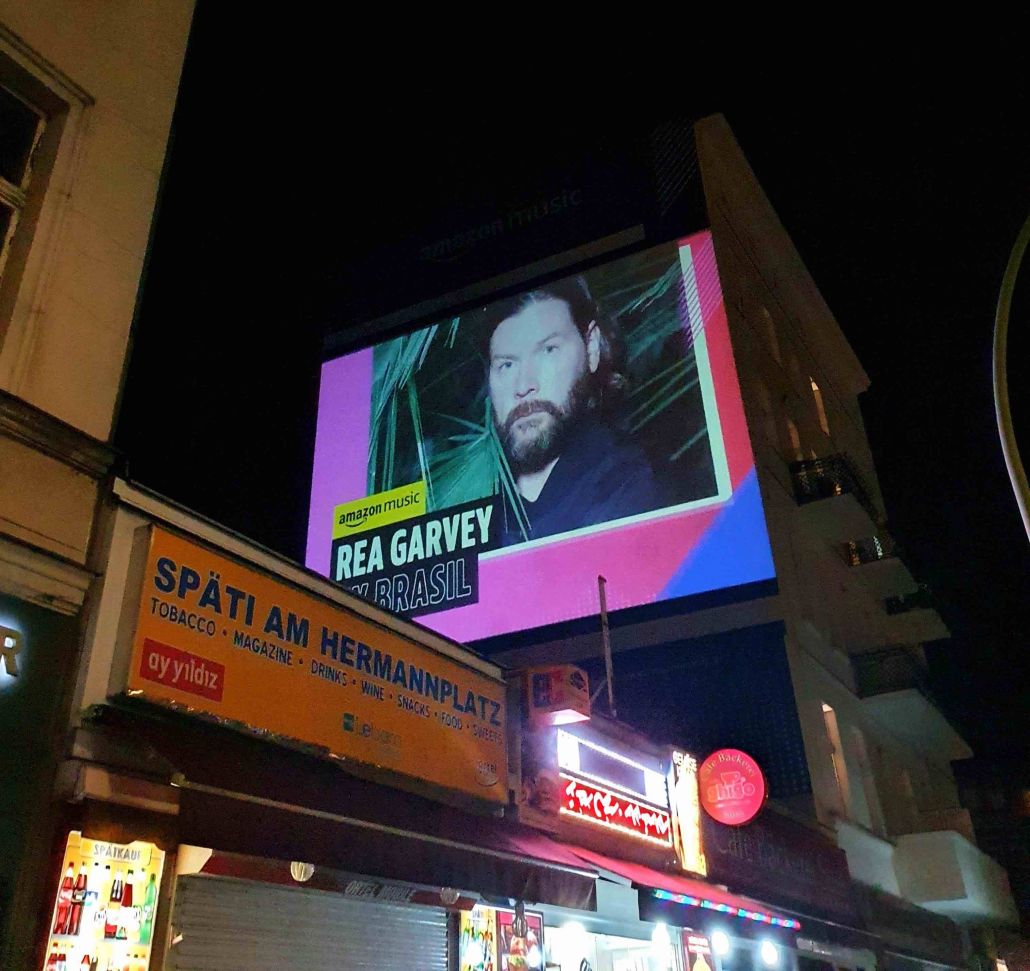 amazon music
amazon music
REA GARVEY
BRASIL
SPÄTI AM HERMANNPLATZ
TOBACCO • MAGAZINE • DRINKS • WINE • SNACKS • FOOD • SWEETS
ay yıldız
SPÄTKAUF